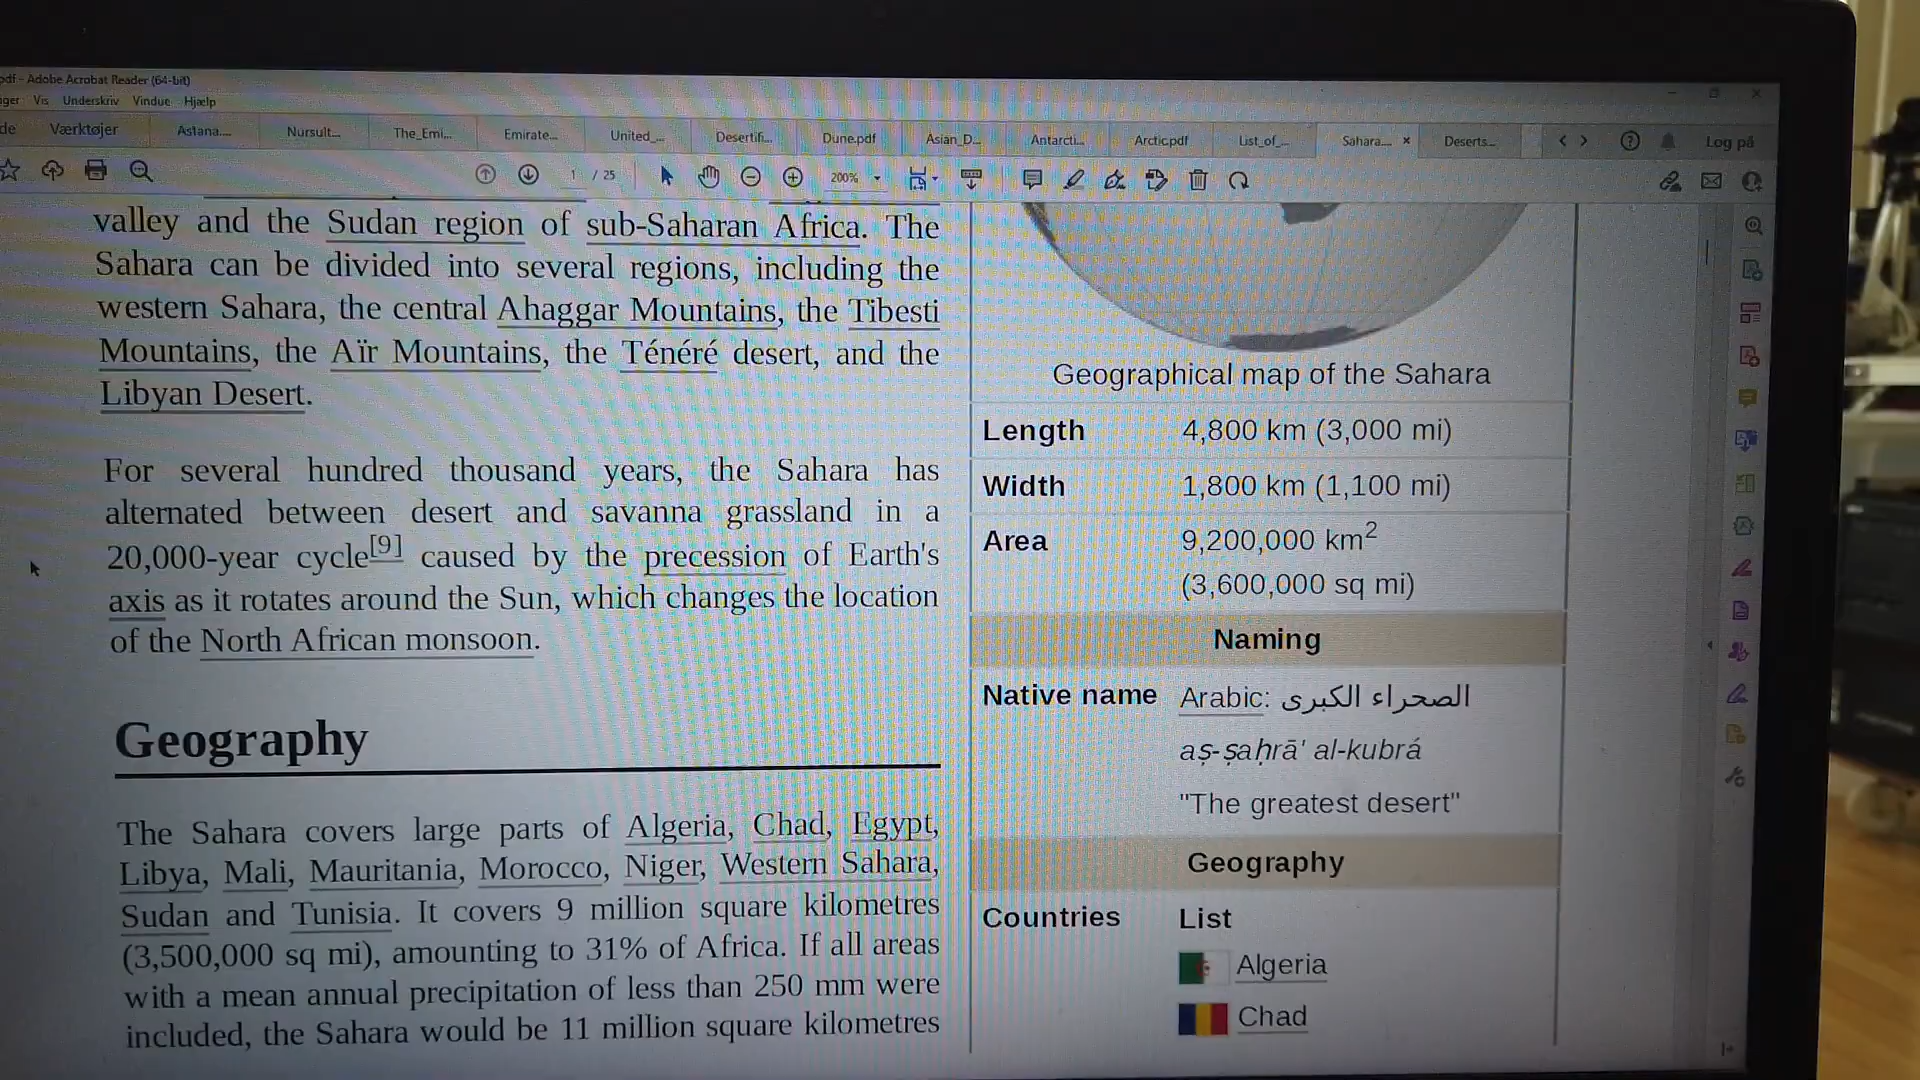 pdf - Adobe Acrobat Reader (64-bit)
Vis Underskriv Vindue Hjælp
Værktøjer Astana.... Nursult... The_Emi... Emirate... United_... Desertifi... Dune.pdf Asian_D... Antarcti... Arctic.pdf List_of_... Sahara.... × Deserts... Log på
1 / 25 200%
valley and the Sudan region of sub-Saharan Africa. The
Sahara can be divided into several regions, including the
western Sahara, the central Ahaggar Mountains, the Tibesti
Mountains, the Aïr Mountains, the Ténéré desert, and the
Libyan Desert.
For several hundred thousand years, the Sahara has
alternated between desert and savanna grassland in a
20,000-year cycle[9] caused by the precession of Earth's
axis as it rotates around the Sun, which changes the location
of the North African monsoon.
Geography
The Sahara covers large parts of Algeria, Chad, Egypt,
Libya, Mali, Mauritania, Morocco, Niger, Western Sahara,
Sudan and Tunisia. It covers 9 million square kilometres
(3,500,000 sq mi), amounting to 31% of Africa. If all areas
with a mean annual precipitation of less than 250 mm were
included, the Sahara would be 11 million square kilometres
Geographical map of the Sahara
Length 4,800 km (3,000 mi)
Width 1,800 km (1,100 mi)
Area 9,200,000 km²
(3,600,000 sq mi)
Naming
Native name Arabic: الصحراء الكبرى
aṣ-ṣaḥrā' al-kubrá
"The greatest desert"
Geography
Countries List
Algeria
Chad